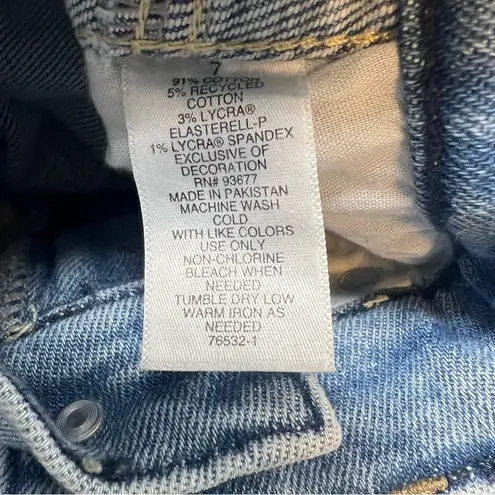 7
91% COTTON
5% RECYCLED
COTTON
3% LYCRA®
ELASTERELL-P
1% LYCRA® SPANDEX
EXCLUSIVE OF
DECORATION
RN# 93677
MADE IN PAKISTAN
MACHINE WASH
COLD
WITH LIKE COLORS
USE ONLY
NON-CHLORINE
BLEACH WHEN
NEEDED
TUMBLE DRY LOW
WARM IRON AS
NEEDED
76532-1